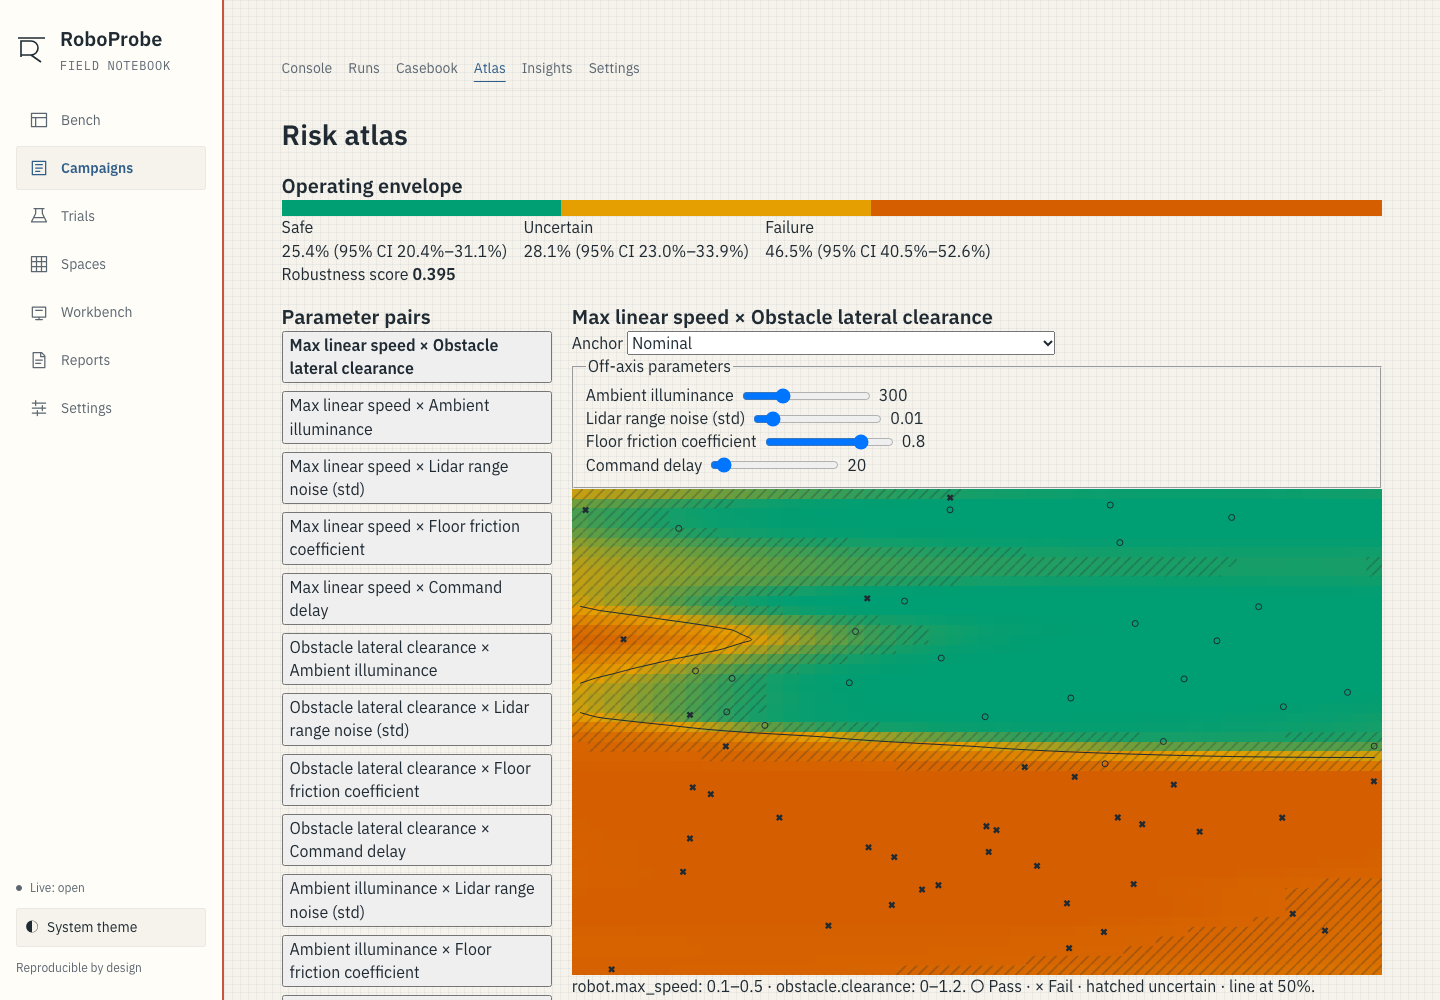 RoboProbe
FIELD NOTEBOOK
Bench
Campaigns
Trials
Spaces
Workbench
Reports
Settings
Live: open
System theme
Reproducible by design
Console Runs Casebook Atlas Insights Settings
Risk atlas
Operating envelope
Safe Uncertain Failure
25.4% (95% CI 20.4%–31.1%) 28.1% (95% CI 23.0%–33.9%) 46.5% (95% CI 40.5%–52.6%)
Robustness score 0.395
Parameter pairs
Max linear speed × Obstacle
lateral clearance
Max linear speed × Ambient
illuminance
Max linear speed × Lidar range
noise (std)
Max linear speed × Floor friction
coefficient
Max linear speed × Command
delay
Obstacle lateral clearance ×
Ambient illuminance
Obstacle lateral clearance × Lidar
range noise (std)
Obstacle lateral clearance × Floor
friction coefficient
Obstacle lateral clearance ×
Command delay
Ambient illuminance × Lidar range
noise (std)
Ambient illuminance × Floor
friction coefficient
Max linear speed × Obstacle lateral clearance
Anchor Nominal
Off-axis parameters
Ambient illuminance 300
Lidar range noise (std) 0.01
Floor friction coefficient 0.8
Command delay 20
robot.max_speed: 0.1–0.5 · obstacle.clearance: 0–1.2. ○ Pass · × Fail · hatched uncertain · line at 50%.